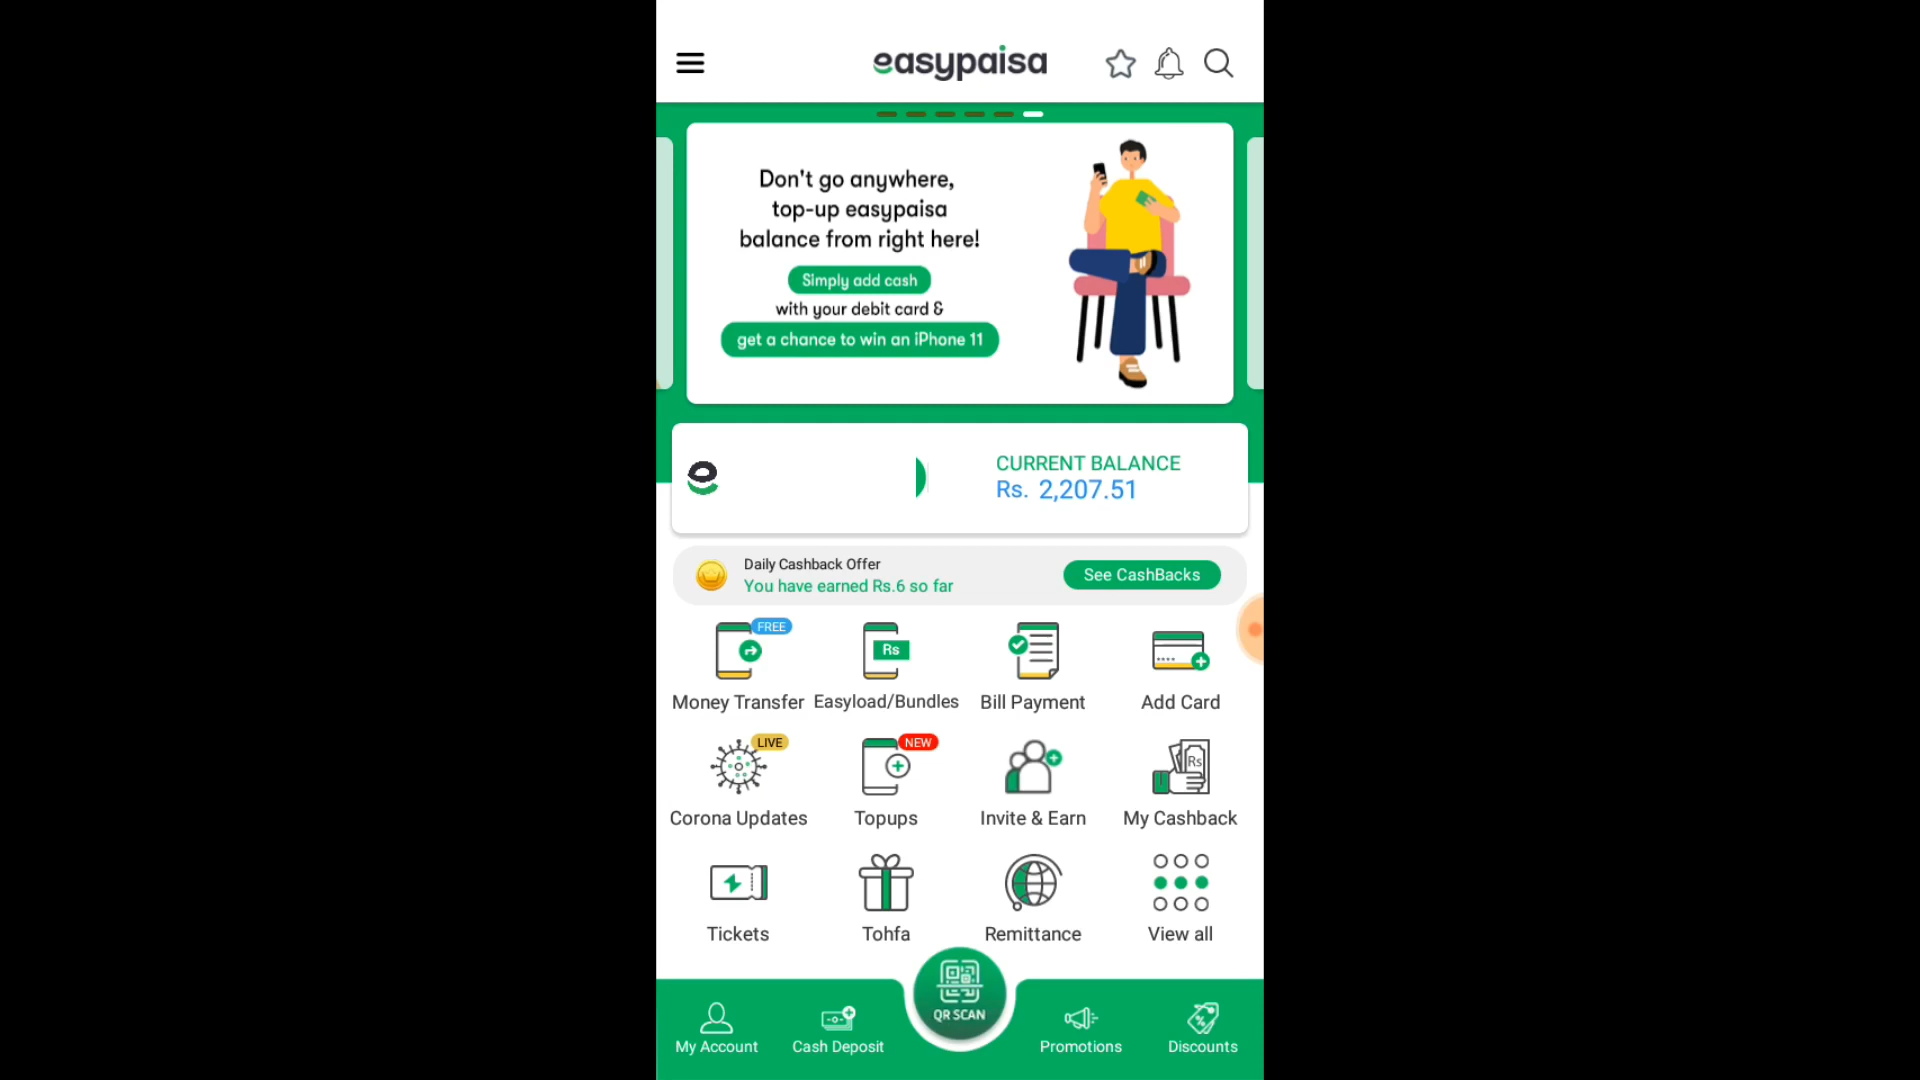 easypaisa
Don't go anywhere,
top-up easypaisa
balance from right here!
Simply add cash
with your debit card &
get a chance to win an iPhone 11
e
CURRENT BALANCE
Rs. 2,207.51
Daily Cashback Offer
You have earned Rs.6 so far
See CashBacks
FREE
Rs
Money Transfer
Easyload/Bundles
Bill Payment
Add Card
LIVE
NEW
Rs
Corona Updates
Topups
Invite & Earn
My Cashback
Tickets
Tohfa
Remittance
View all
QR SCAN
My Account
Cash Deposit
Promotions
Discounts